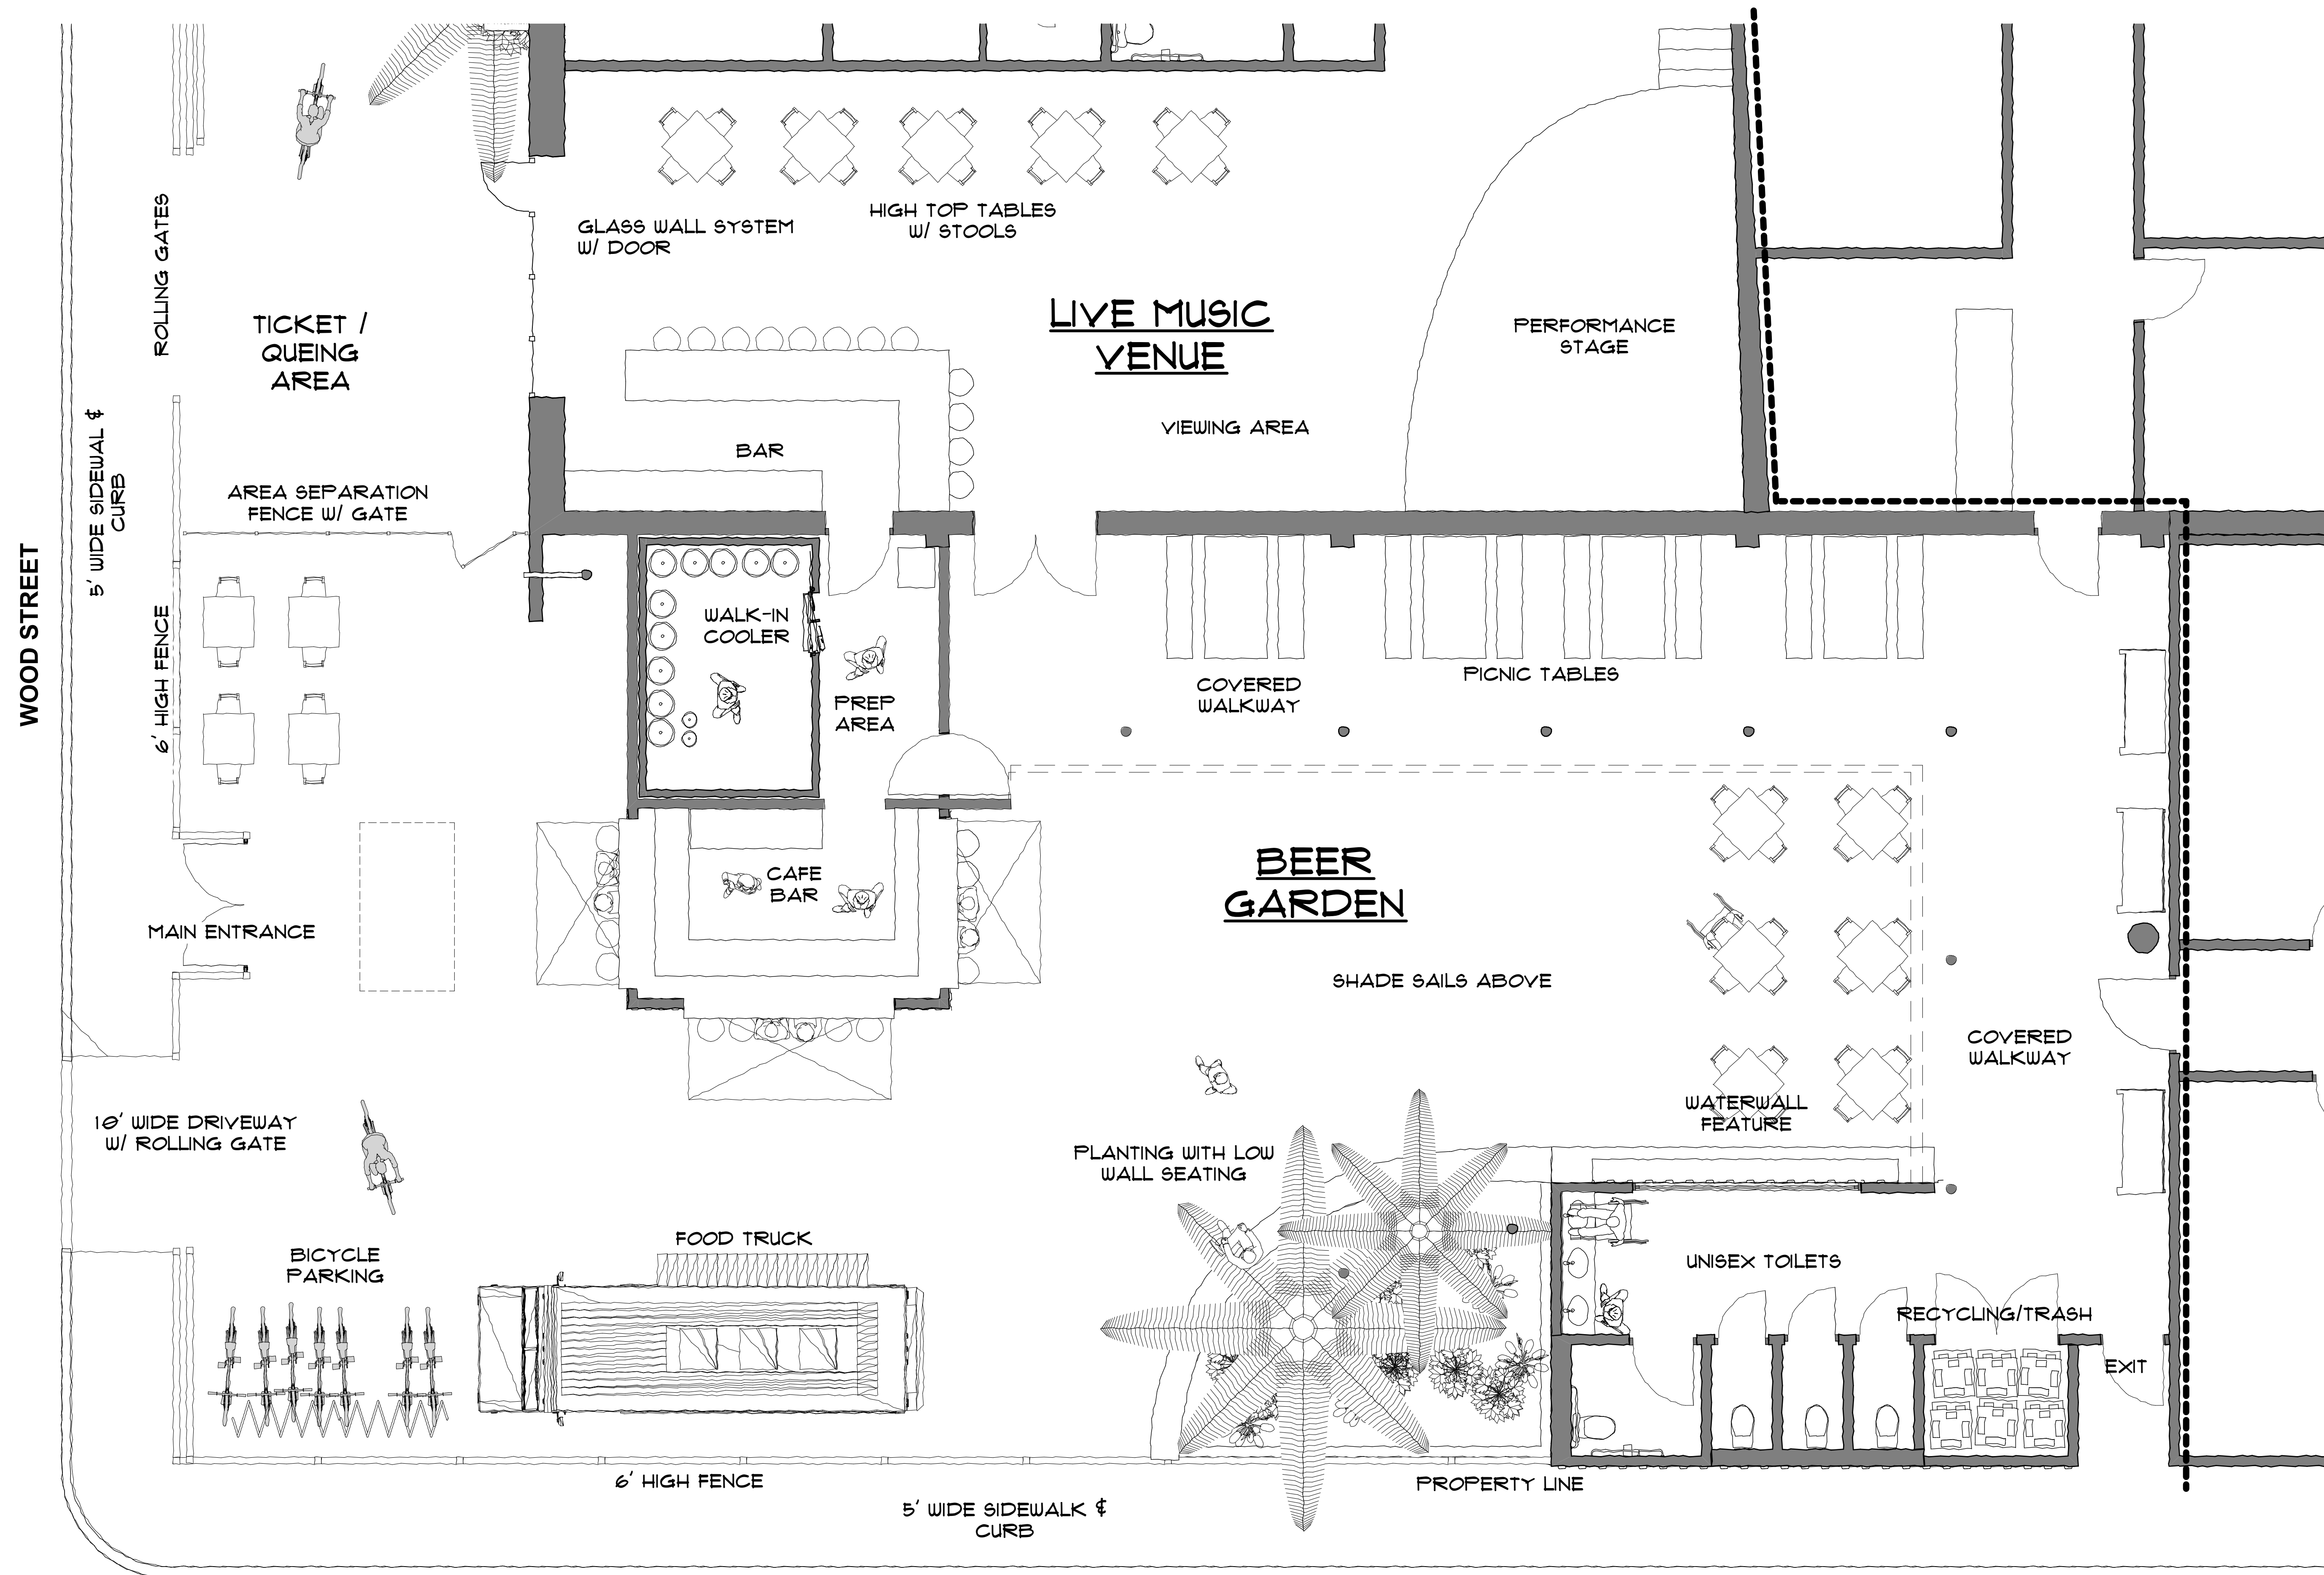 ROLLING GATES
GLASS WALL SYSTEM
W/ DOOR
HIGH TOP TABLES
W/ STOOLS
TICKET /
QUEING
AREA
LIVE MUSIC
VENUE
PERFORMANCE
STAGE
VIEWING AREA
BAR
5' WIDE SIDEWAL &
CURB
AREA SEPARATION
FENCE W/ GATE
WOOD STREET
6' HIGH FENCE
WALK-IN
COOLER
PREP
AREA
COVERED
WALKWAY
PICNIC TABLES
CAFE
BAR
BEER
GARDEN
MAIN ENTRANCE
SHADE SAILS ABOVE
COVERED
WALKWAY
10' WIDE DRIVEWAY
W/ ROLLING GATE
WATERWALL
FEATURE
PLANTING WITH LOW
WALL SEATING
FOOD TRUCK
BICYCLE
PARKING
UNISEX TOILETS
RECYCLING/TRASH
EXIT
6' HIGH FENCE
PROPERTY LINE
5' WIDE SIDEWALK &
CURB